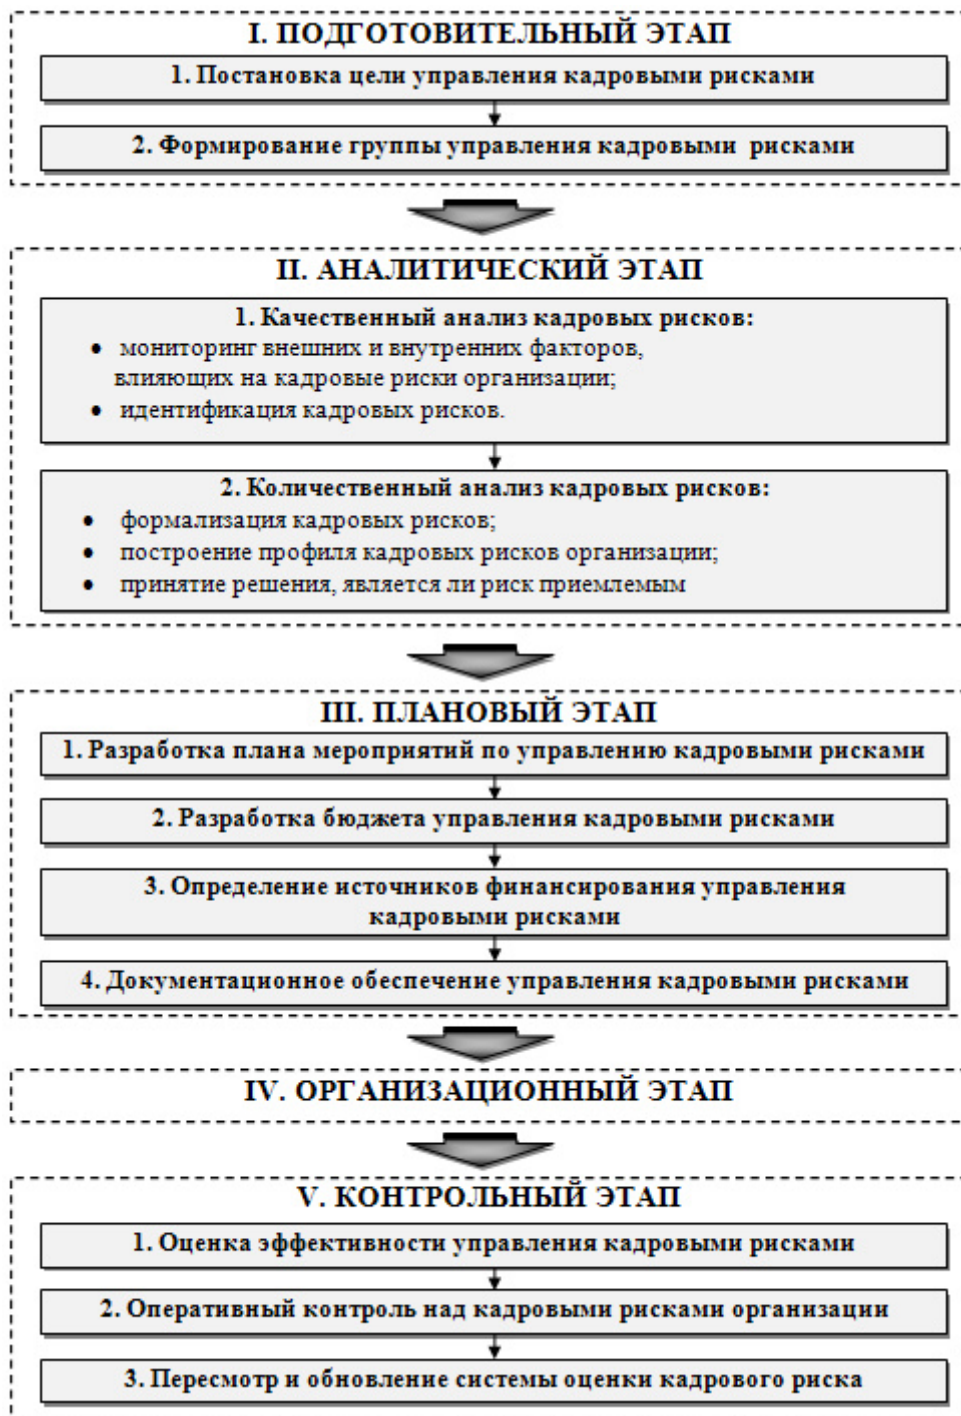 I. ПОДГОТОВИТЕЛЬНЫЙ ЭТАП
1. Постановка цели управления кадровыми рисками
2. Формирование группы управления кадровыми рисками
II. АНАЛИТИЧЕСКИЙ ЭТАП
1. Качественный анализ кадровых рисков:
• мониторинг внешних и внутренних факторов,
влияющих на кадровые риски организации;
• идентификация кадровых рисков.
2. Количественный анализ кадровых рисков:
• формализация кадровых рисков;
• построение профиля кадровых рисков организации;
• принятие решения, является ли риск приемлемым
III. ПЛАНОВЫЙ ЭТАП
1. Разработка плана мероприятий по управлению кадровыми рисками
2. Разработка бюджета управления кадровыми рисками
3. Определение источников финансирования управления
кадровыми рисками
4. Документационное обеспечение управления кадровыми рисками
IV. ОРГАНИЗАЦИОННЫЙ ЭТАП
V. КОНТРОЛЬНЫЙ ЭТАП
1. Оценка эффективности управления кадровыми рисками
2. Оперативный контроль над кадровыми рисками организации
3. Пересмотр и обновление системы оценки кадрового риска